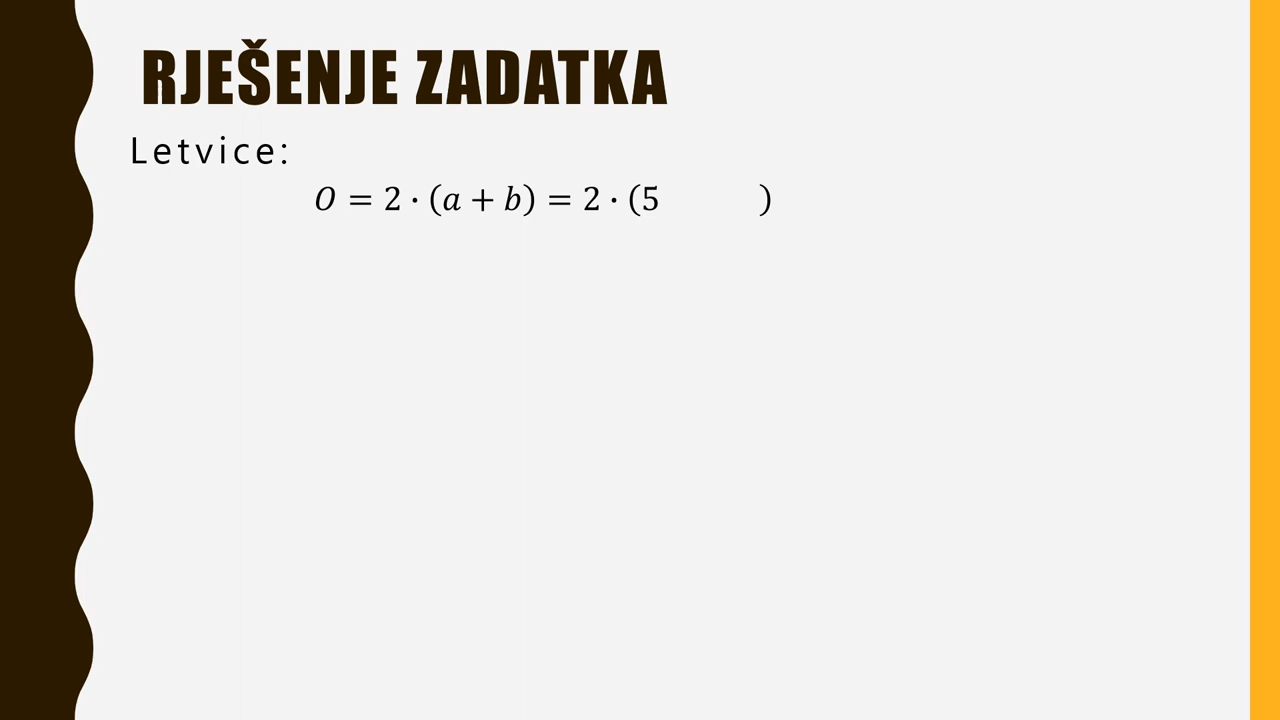 RJEŠENJE ZADATKA
Letvice:
O = 2 · (a + b) = 2 · (5 )